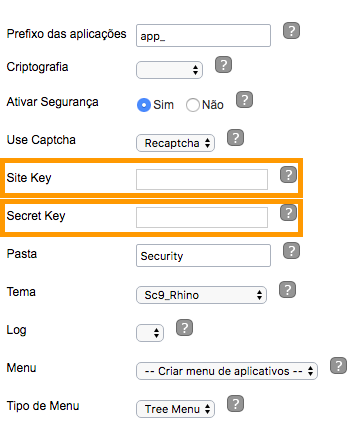 Prefixo das aplicações app_ ?
Criptografia ?
Ativar Segurança Sim Não ?
Use Captcha Recaptcha ?
Site Key ?
Secret Key ?
Pasta Security ?
Tema Sc9_Rhino ?
Log ?
Menu -- Criar menu de aplicativos -- ?
Tipo de Menu Tree Menu ?